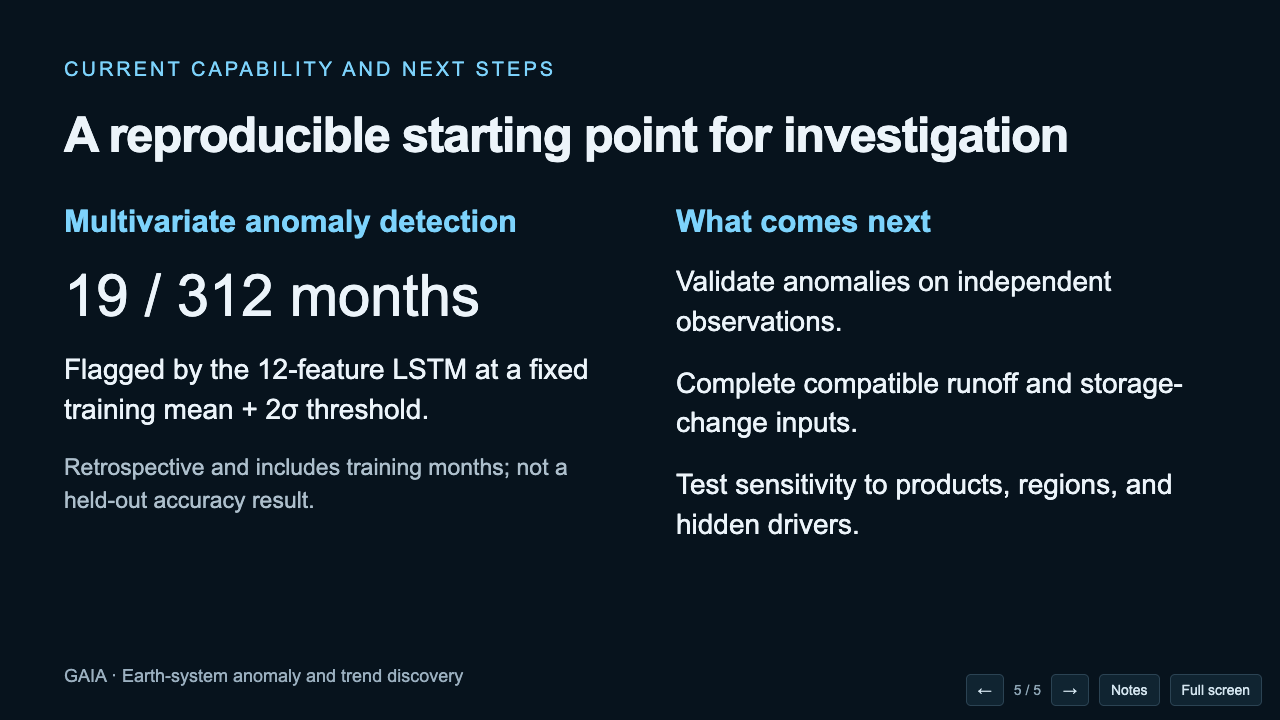 CURRENT CAPABILITY AND NEXT STEPS
A reproducible starting point for investigation
Multivariate anomaly detection
19 / 312 months
Flagged by the 12-feature LSTM at a fixed
training mean + 2σ threshold.
Retrospective and includes training months; not a
held-out accuracy result.
What comes next
Validate anomalies on independent
observations.
Complete compatible runoff and storage-
change inputs.
Test sensitivity to products, regions, and
hidden drivers.
GAIA · Earth-system anomaly and trend discovery
← 5 / 5 → Notes Full screen